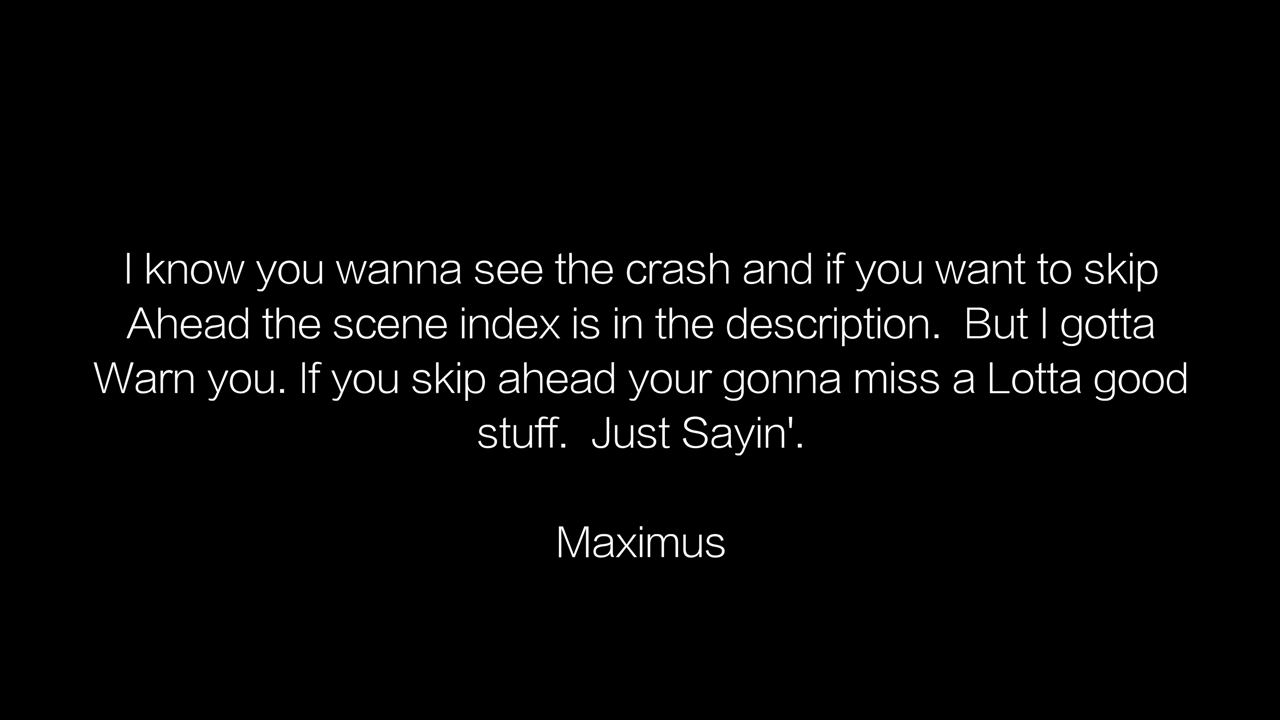 I know you wanna see the crash and if you want to skip
Ahead the scene index is in the description.  But I gotta
Warn you. If you skip ahead your gonna miss a Lotta good
stuff.  Just Sayin'.
Maximus